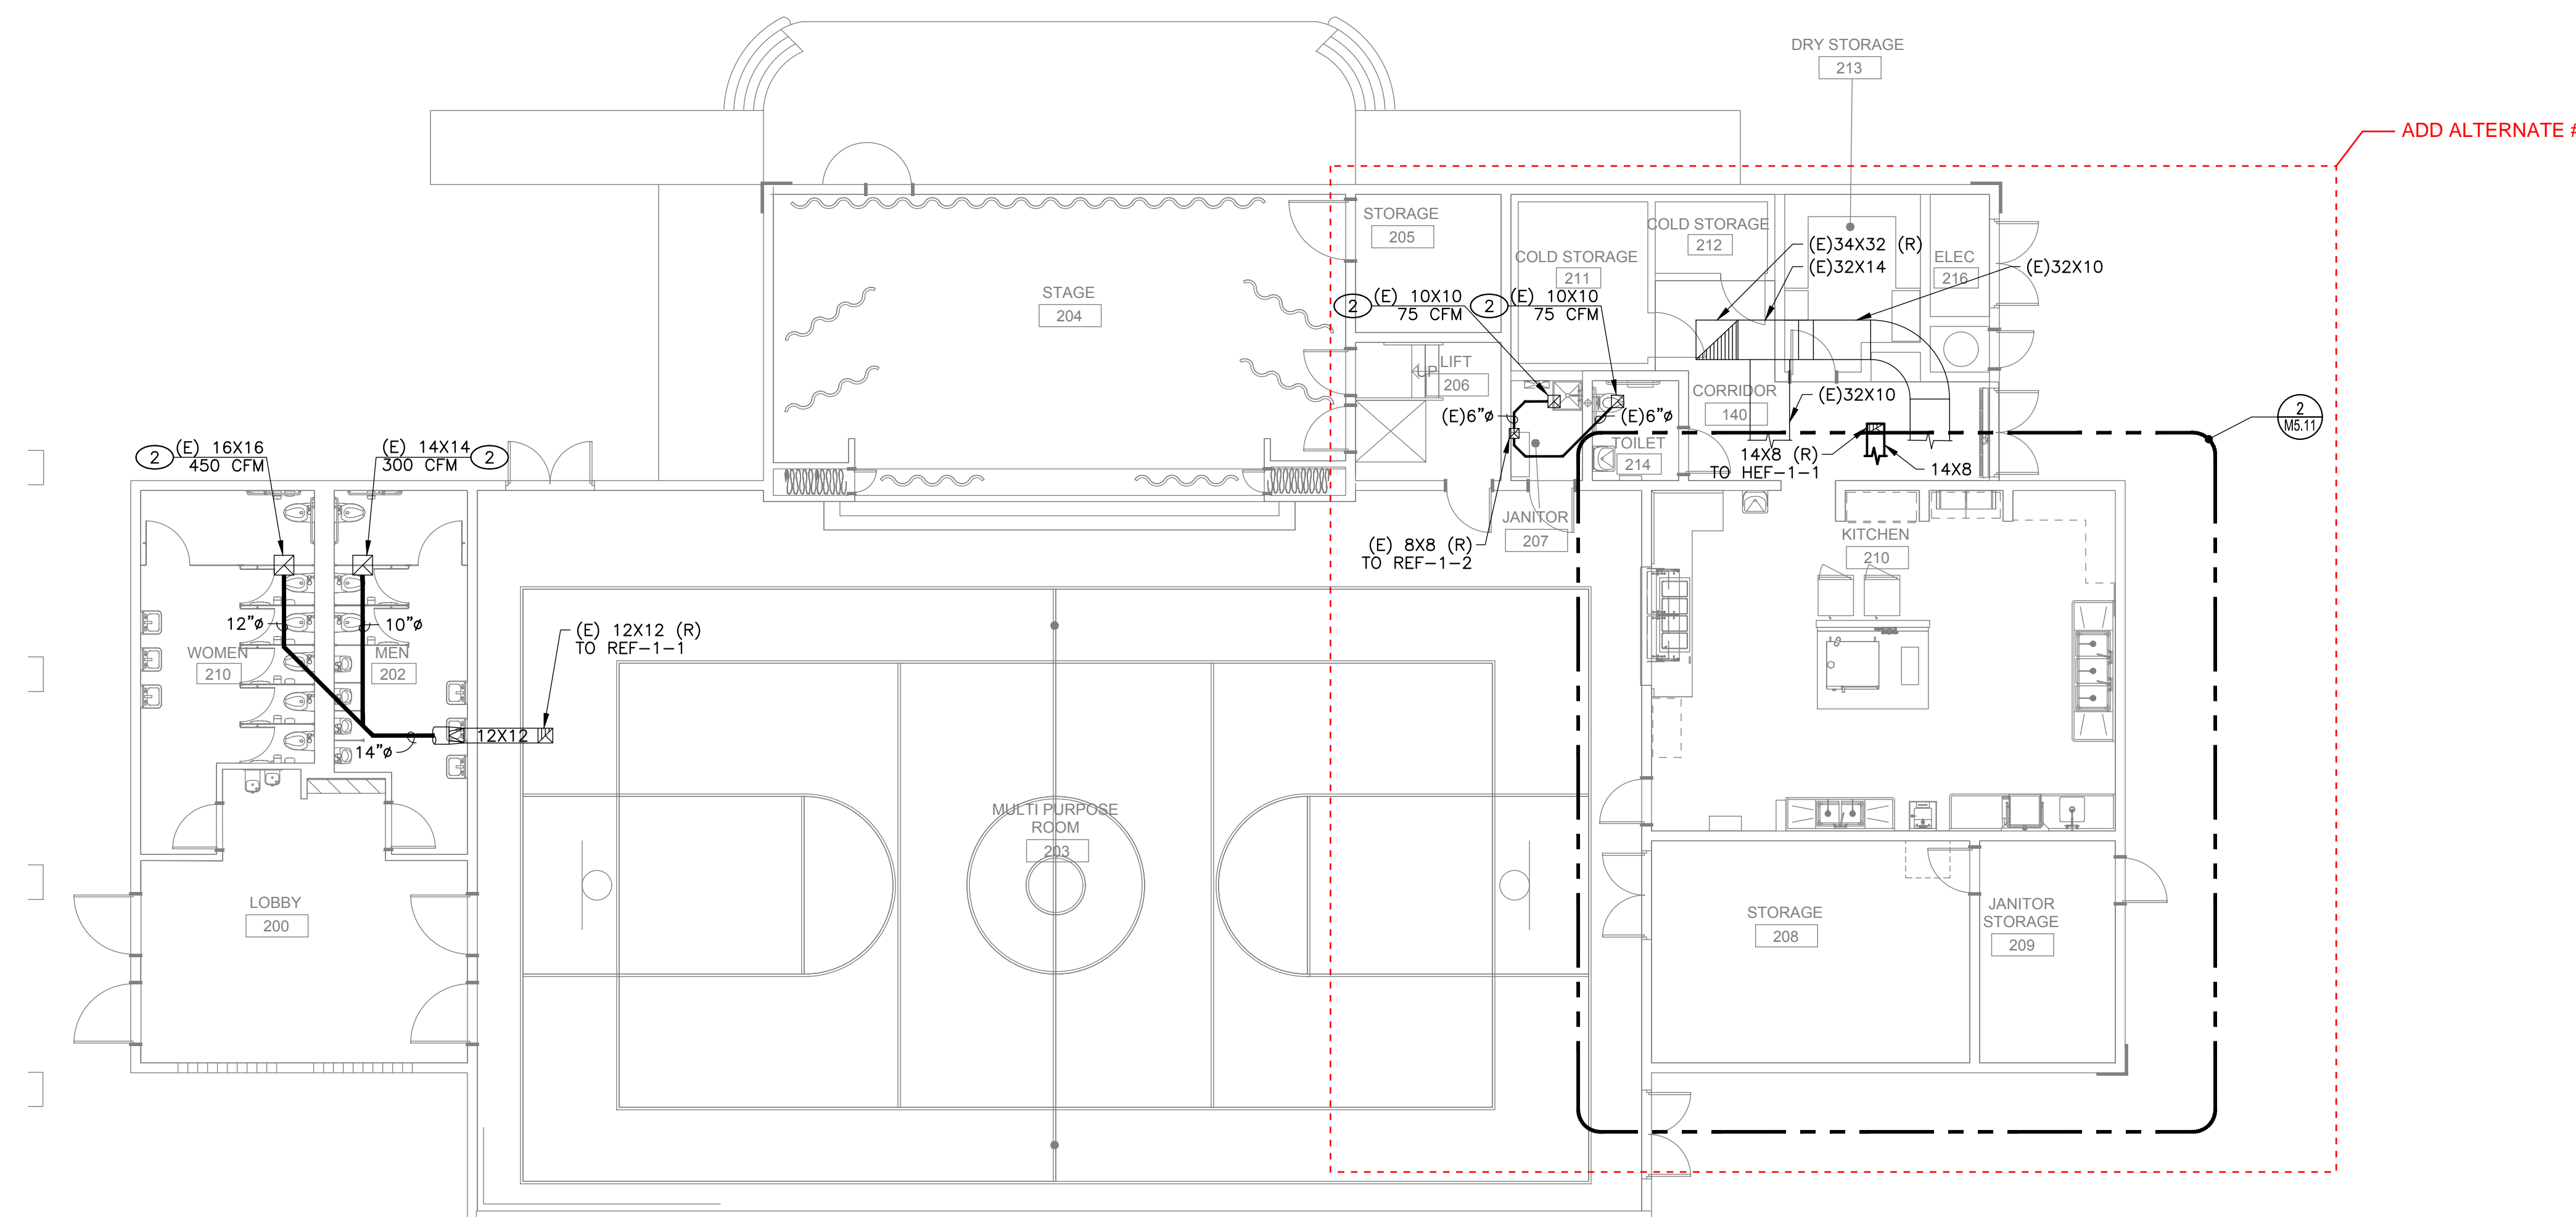 DRY STORAGE
213
ADD ALTERNATE #
STORAGE
205
COLD STORAGE
212
COLD STORAGE
211
(E)34X32 (R)
(E)32X14
ELEC
216
(E)32X10
STAGE
204
2
(E) 10X10
75 CFM
2
(E) 10X10
75 CFM
LIFT
UP
206
CORRIDOR
140
(E)32X10
(E)6"ø
(E)6"ø
TOILET
214
2
M5.11
14X8 (R)
TO HEF-1-1
14X8
2
(E) 16X16
450 CFM
(E) 14X14
300 CFM
2
JANITOR
207
(E) 8X8 (R)
TO REF-1-2
KITCHEN
210
12"ø
10"ø
(E) 12X12 (R)
TO REF-1-1
WOMEN
210
MEN
202
12X12
14"ø
MULTI PURPOSE
ROOM
203
LOBBY
200
STORAGE
208
JANITOR
STORAGE
209